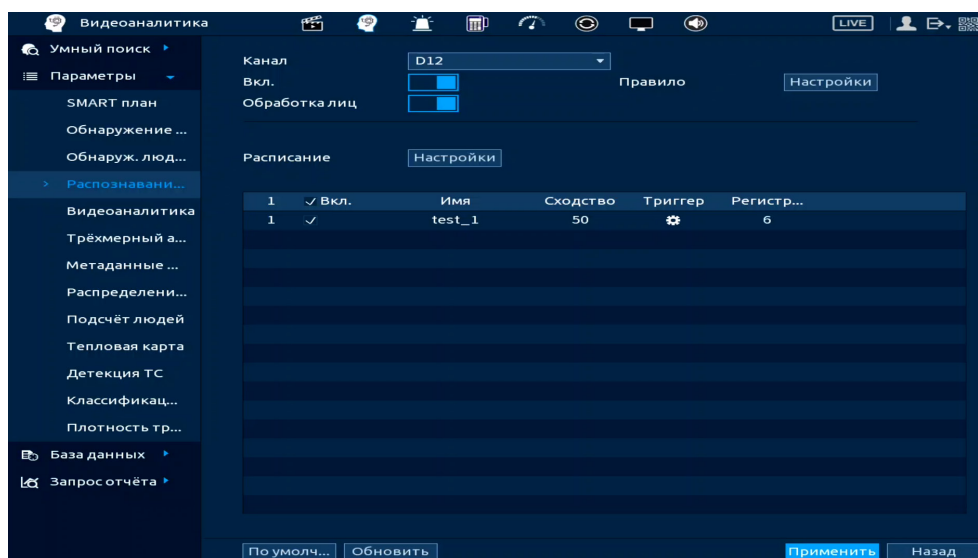 Видеоаналитика LIVE
Умный поиск
Параметры
SMART план
Обнаружение ...
Обнаруж. люд...
Распознавани...
Видеоаналитика
Трёхмерный а...
Метаданные ...
Распределени...
Подсчёт людей
Тепловая карта
Детекция ТС
Классификац...
Плотность тр...
База данных
Запрос отчёта
Канал D12
Вкл. Правило Настройки
Обработка лиц
Расписание Настройки
1 Вкл. Имя Сходство Триггер Регистр...
1 test_1 50 6
По умолч... Обновить Применить Назад